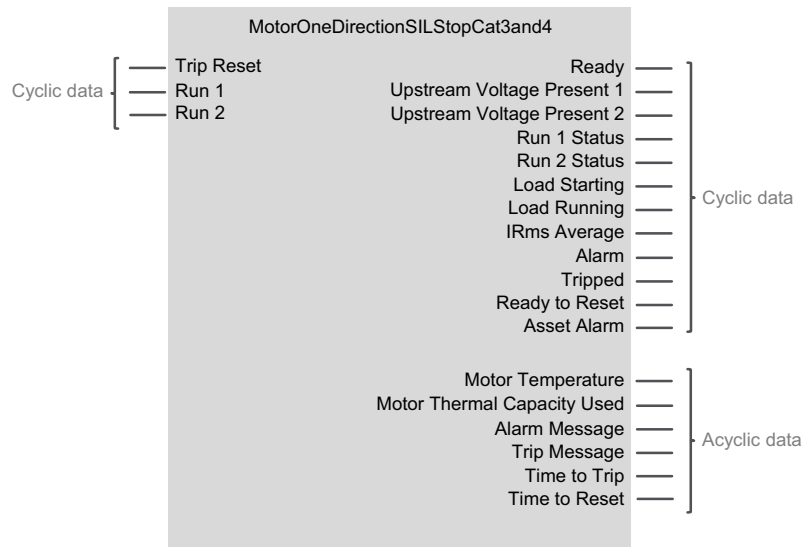 MotorOneDirectionSILStopCat3and4
Cyclic data
Trip Reset
Run 1
Run 2
Ready
Upstream Voltage Present 1
Upstream Voltage Present 2
Run 1 Status
Run 2 Status
Load Starting
Load Running
IRms Average
Alarm
Tripped
Ready to Reset
Asset Alarm
Cyclic data
Motor Temperature
Motor Thermal Capacity Used
Alarm Message
Trip Message
Time to Trip
Time to Reset
Acyclic data